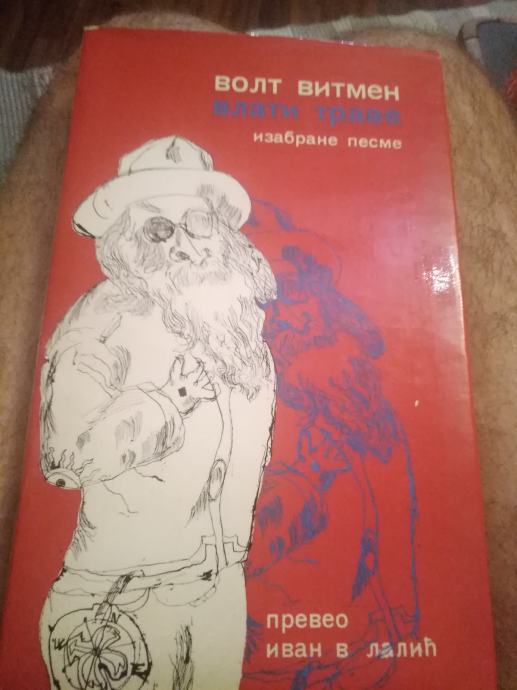 ВОЛТ ВИТМЕН
влати траве
изабране песме
превео
иван в лалић